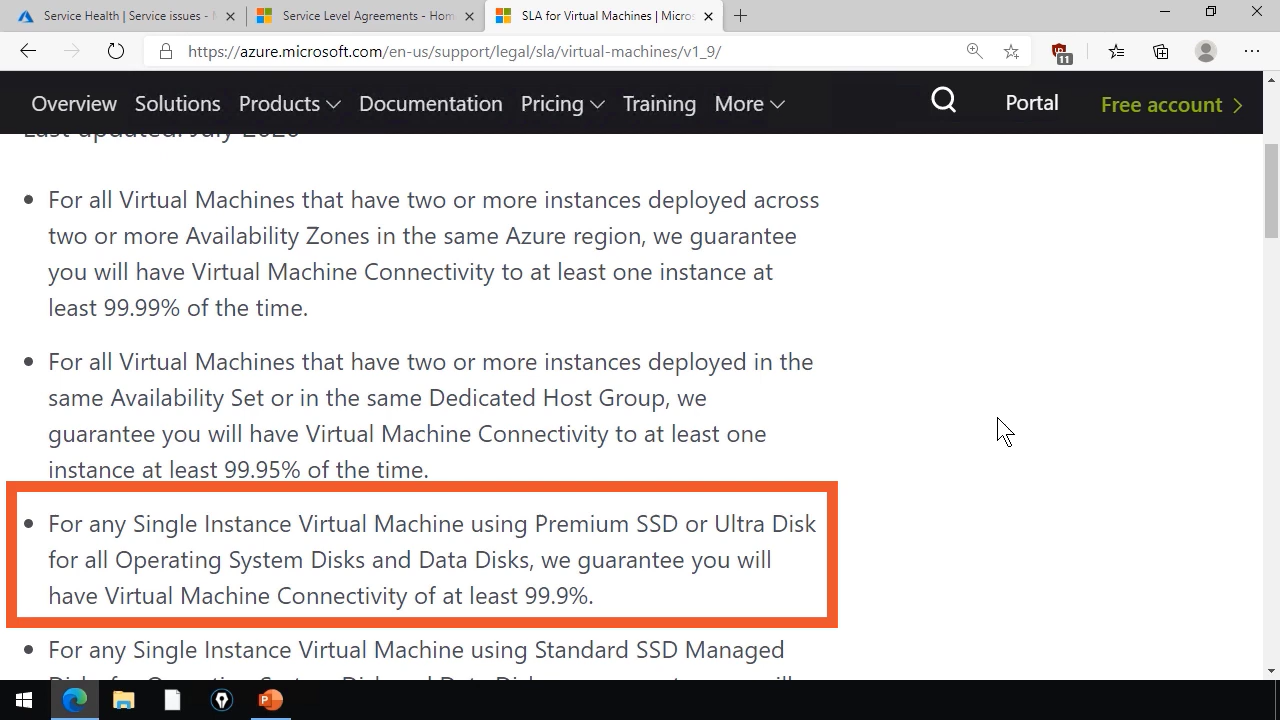 Service Health | Service issues -
Service Level Agreements - Hom
SLA for Virtual Machines | Micros
https://azure.microsoft.com/en-us/support/legal/sla/virtual-machines/v1_9/
11
Overview Solutions Products Documentation Pricing Training More Portal Free account
Last updated: July 2020
For all Virtual Machines that have two or more instances deployed across
two or more Availability Zones in the same Azure region, we guarantee
you will have Virtual Machine Connectivity to at least one instance at
least 99.99% of the time.
For all Virtual Machines that have two or more instances deployed in the
same Availability Set or in the same Dedicated Host Group, we
guarantee you will have Virtual Machine Connectivity to at least one
instance at least 99.95% of the time.
For any Single Instance Virtual Machine using Premium SSD or Ultra Disk
for all Operating System Disks and Data Disks, we guarantee you will
have Virtual Machine Connectivity of at least 99.9%.
For any Single Instance Virtual Machine using Standard SSD Managed